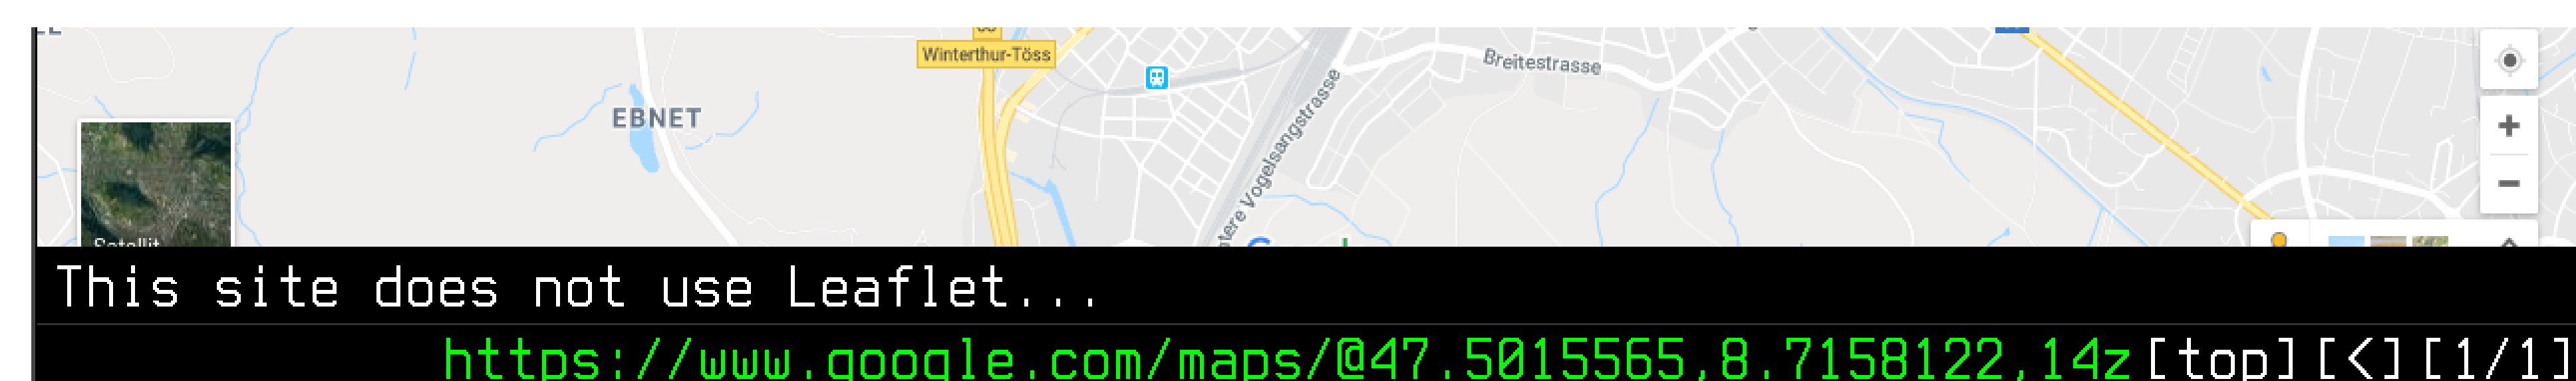 Winterthur-Töss
Breitestrasse
EBNET
Vogelsangstrasse
This site does not use Leaflet...
https://www.google.com/maps/@47.5015565,8.7158122,14z[top][<][1/1]